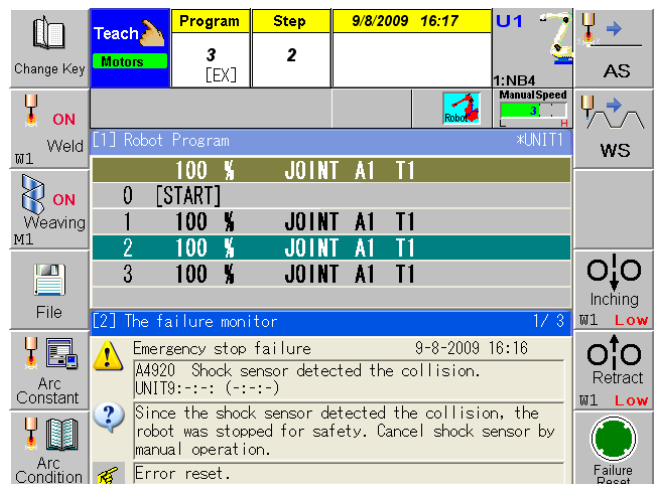 Change Key
Teach
Motors
Program
3
[EX]
Step
2
9/8/2009 16:17
U1
1:NB4
AS
ON
Weld
W1
Robot
Manual Speed
3
L H
WS
[1] Robot Program *UNIT1
100 % JOINT A1 T1
0 [START]
1 100 % JOINT A1 T1
2 100 % JOINT A1 T1
3 100 % JOINT A1 T1
ON
Weaving
M1
File
Inching
W1 Low
[2] The failure monitor 1/ 3
Emergency stop failure 9-8-2009 16:16
A4920 Shock sensor detected the collision.
UNIT9:-:-: (-:-:-)
Since the shock sensor detected the collision, the
robot was stopped for safety. Cancel shock sensor by
manual operation.
Error reset.
Arc
Constant
Retract
W1 Low
Arc
Condition
Failure
Reset